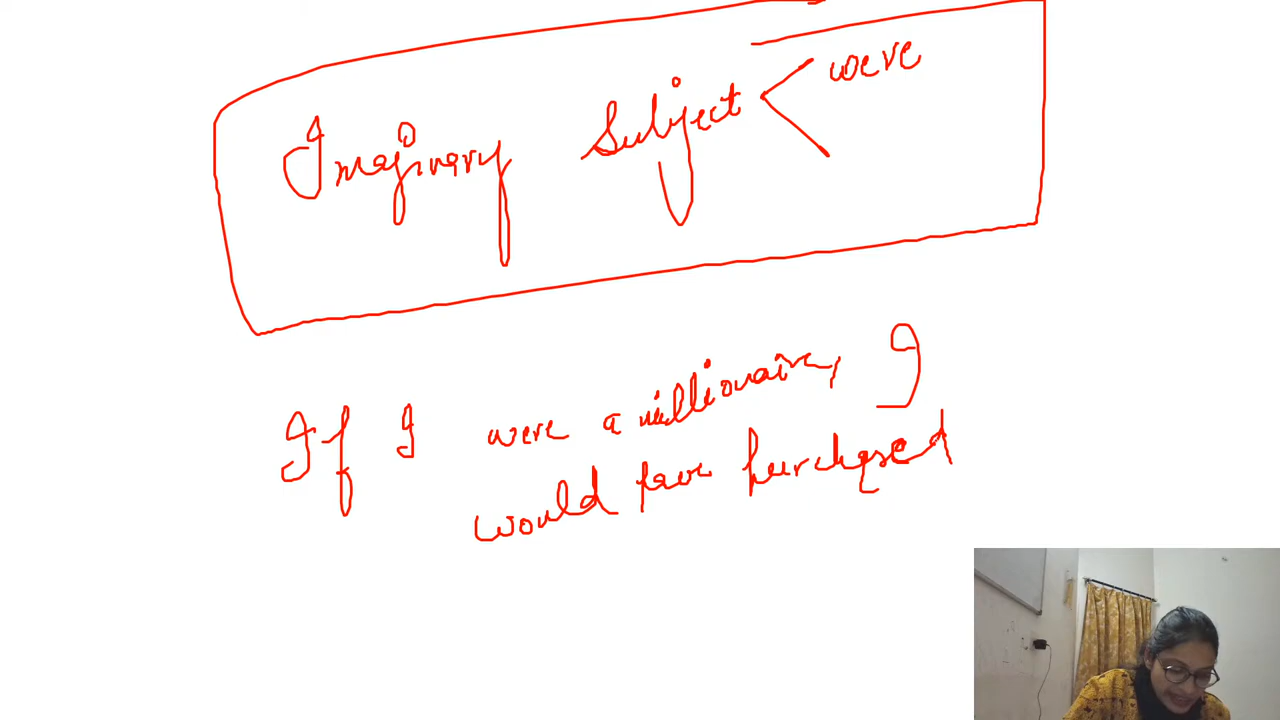 Imaginary Subject were
If I were a millionaire, I
would have purchased